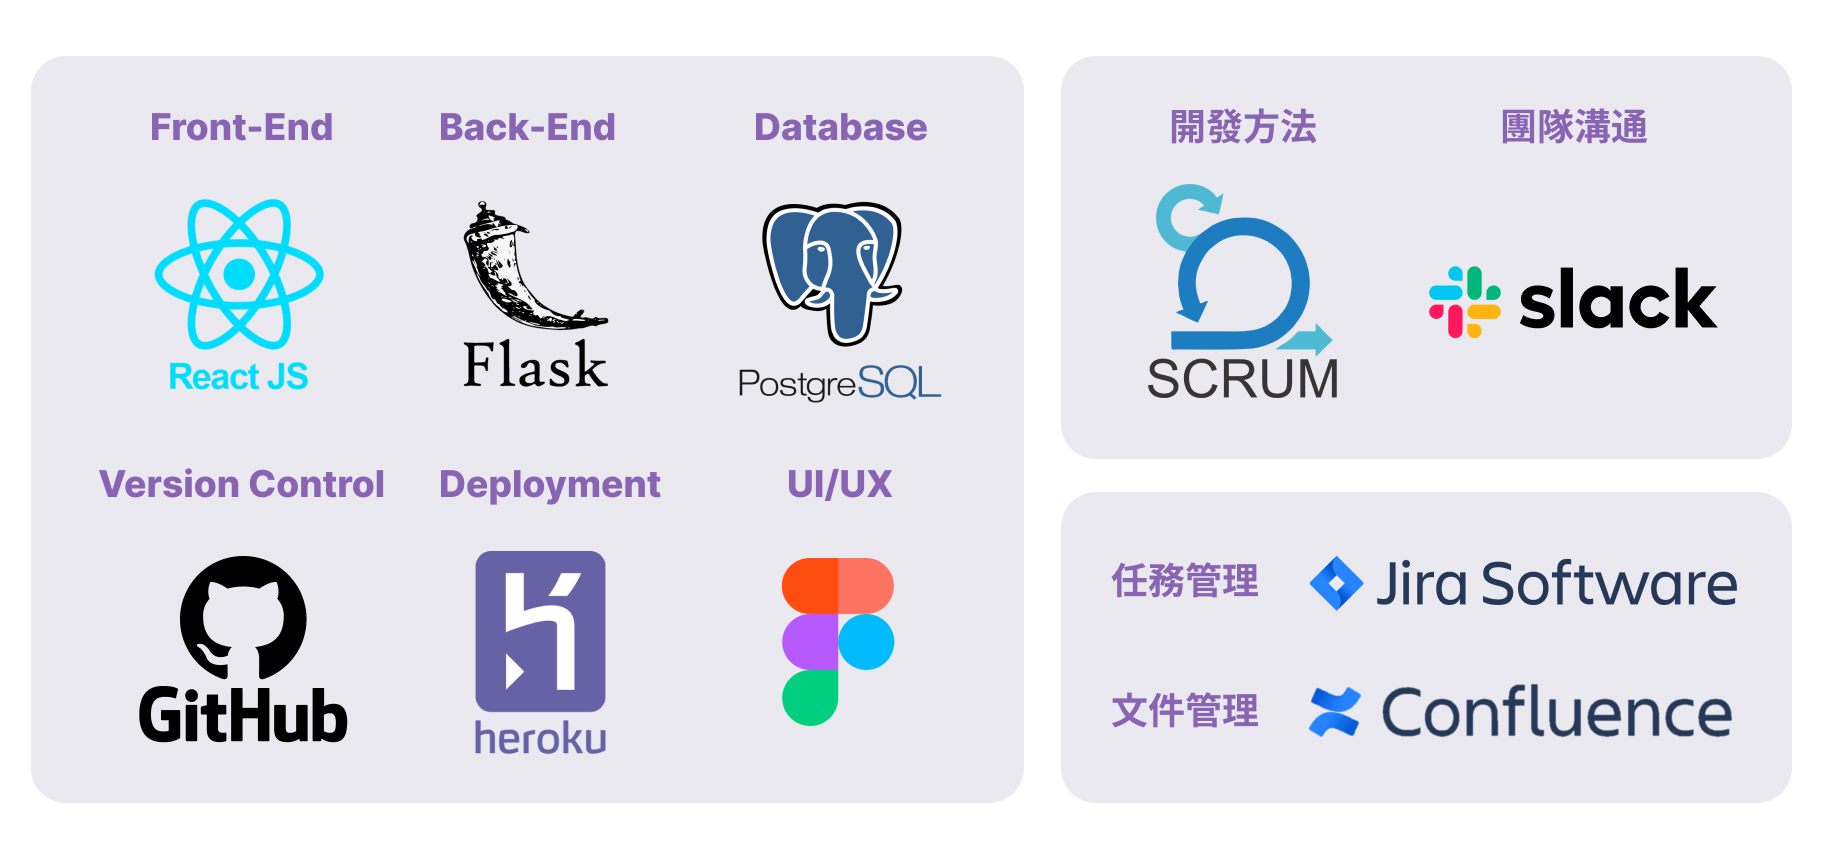 Front-End
Back-End
Database
React JS
Flask
PostgreSQL
Version Control
Deployment
UI/UX
GitHub
heroku
開發方法
團隊溝通
SCRUM
slack
任務管理
Jira Software
文件管理
Confluence